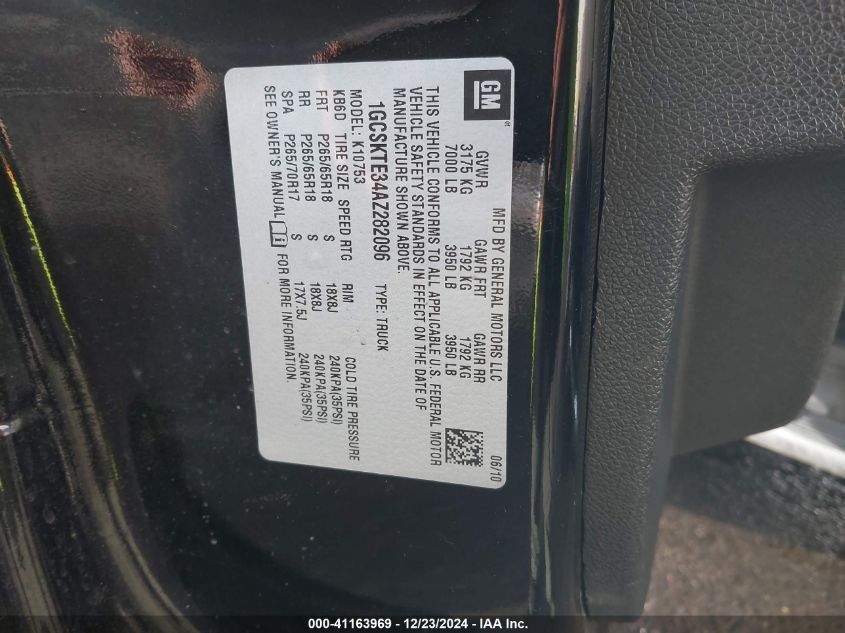 GM
MFD BY GENERAL MOTORS LLC 06/10
GVWR GAWR FRT GAWR RR
3175 KG 1792 KG 1792 KG
7000 LB 3950 LB 3950 LB
THIS VEHICLE CONFORMS TO ALL APPLICABLE U.S. FEDERAL MOTOR
VEHICLE SAFETY STANDARDS IN EFFECT ON THE DATE OF
MANUFACTURE SHOWN ABOVE.
1GCSKTE34AZ282096 TYPE: TRUCK
MODEL: K10753
KB6D TIRE SIZE SPEED RTG RIM COLD TIRE PRESSURE
FRT P265/65R18 S 18X8J 240KPA(35PSI)
RR P265/65R18 S 18X8J 240KPA(35PSI)
SPA P265/70R17 S 17X7.5J 240KPA(35PSI)
SEE OWNER'S MANUAL FOR MORE INFORMATION.
000-41163969 - 12/23/2024 - IAA Inc.